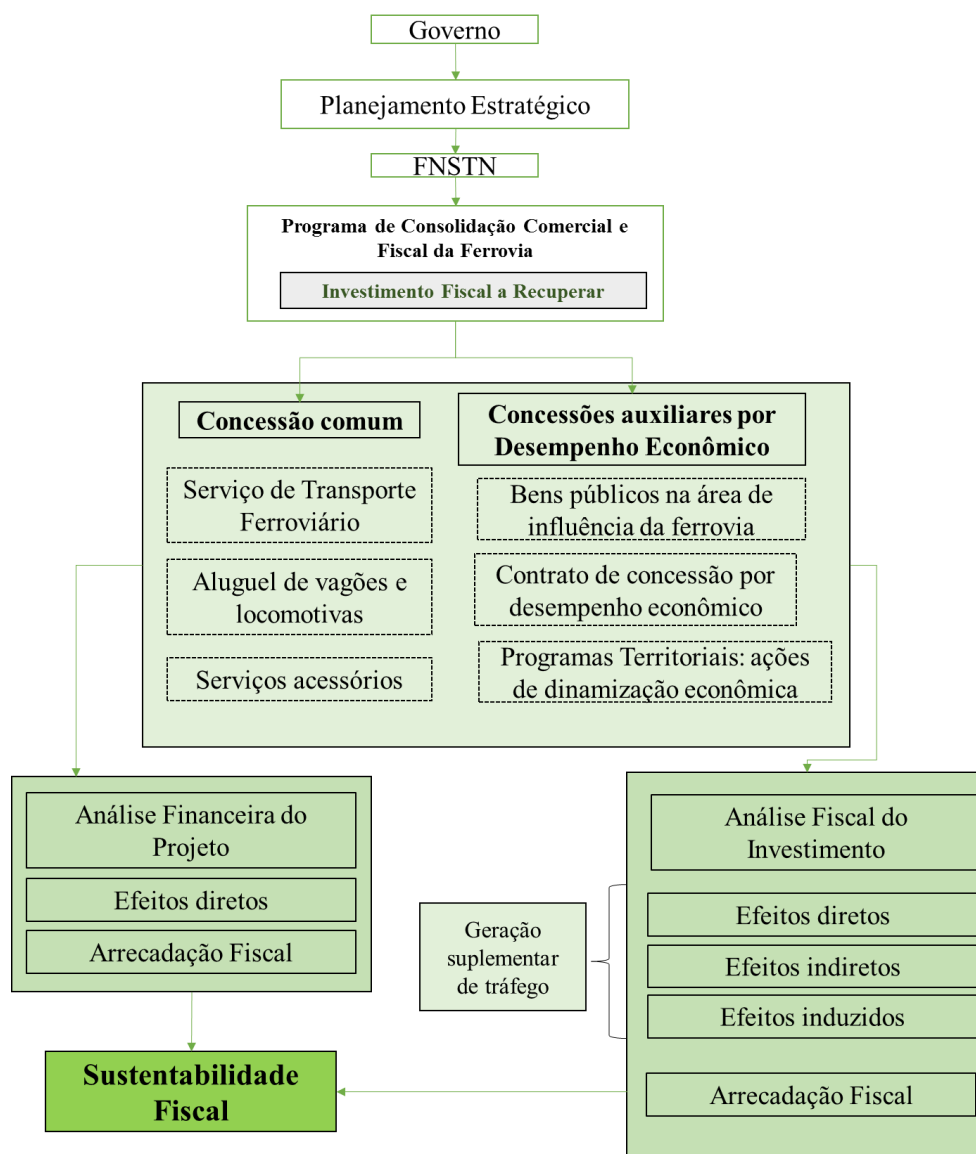 Governo
Planejamento Estratégico
FNSTN
Programa de Consolidação Comercial e
Fiscal da Ferrovia
Investimento Fiscal a Recuperar
Concessão comum
Serviço de Transporte
Ferroviário
Aluguel de vagões e
locomotivas
Serviços acessórios
Concessões auxiliares por
Desempenho Econômico
Bens públicos na área de
influência da ferrovia
Contrato de concessão por
desempenho econômico
Programas Territoriais: ações
de dinamização econômica
Análise Financeira do
Projeto
Efeitos diretos
Arrecadação Fiscal
Geração
suplementar
de tráfego
Análise Fiscal do
Investimento
Efeitos diretos
Efeitos indiretos
Efeitos induzidos
Arrecadação Fiscal
Sustentabilidade
Fiscal